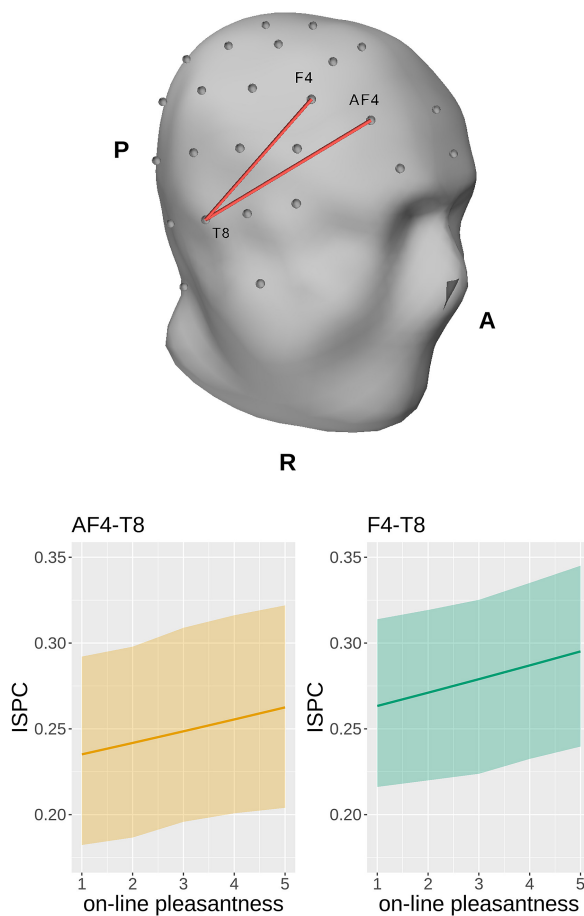 F4
AF4
P
T8
A
R
AF4-T8
F4-T8
0.35
0.30
0.25
0.20
ISPC
1 2 3 4 5
on-line pleasantness
0.35
0.30
0.25
0.20
ISPC
1 2 3 4 5
on-line pleasantness